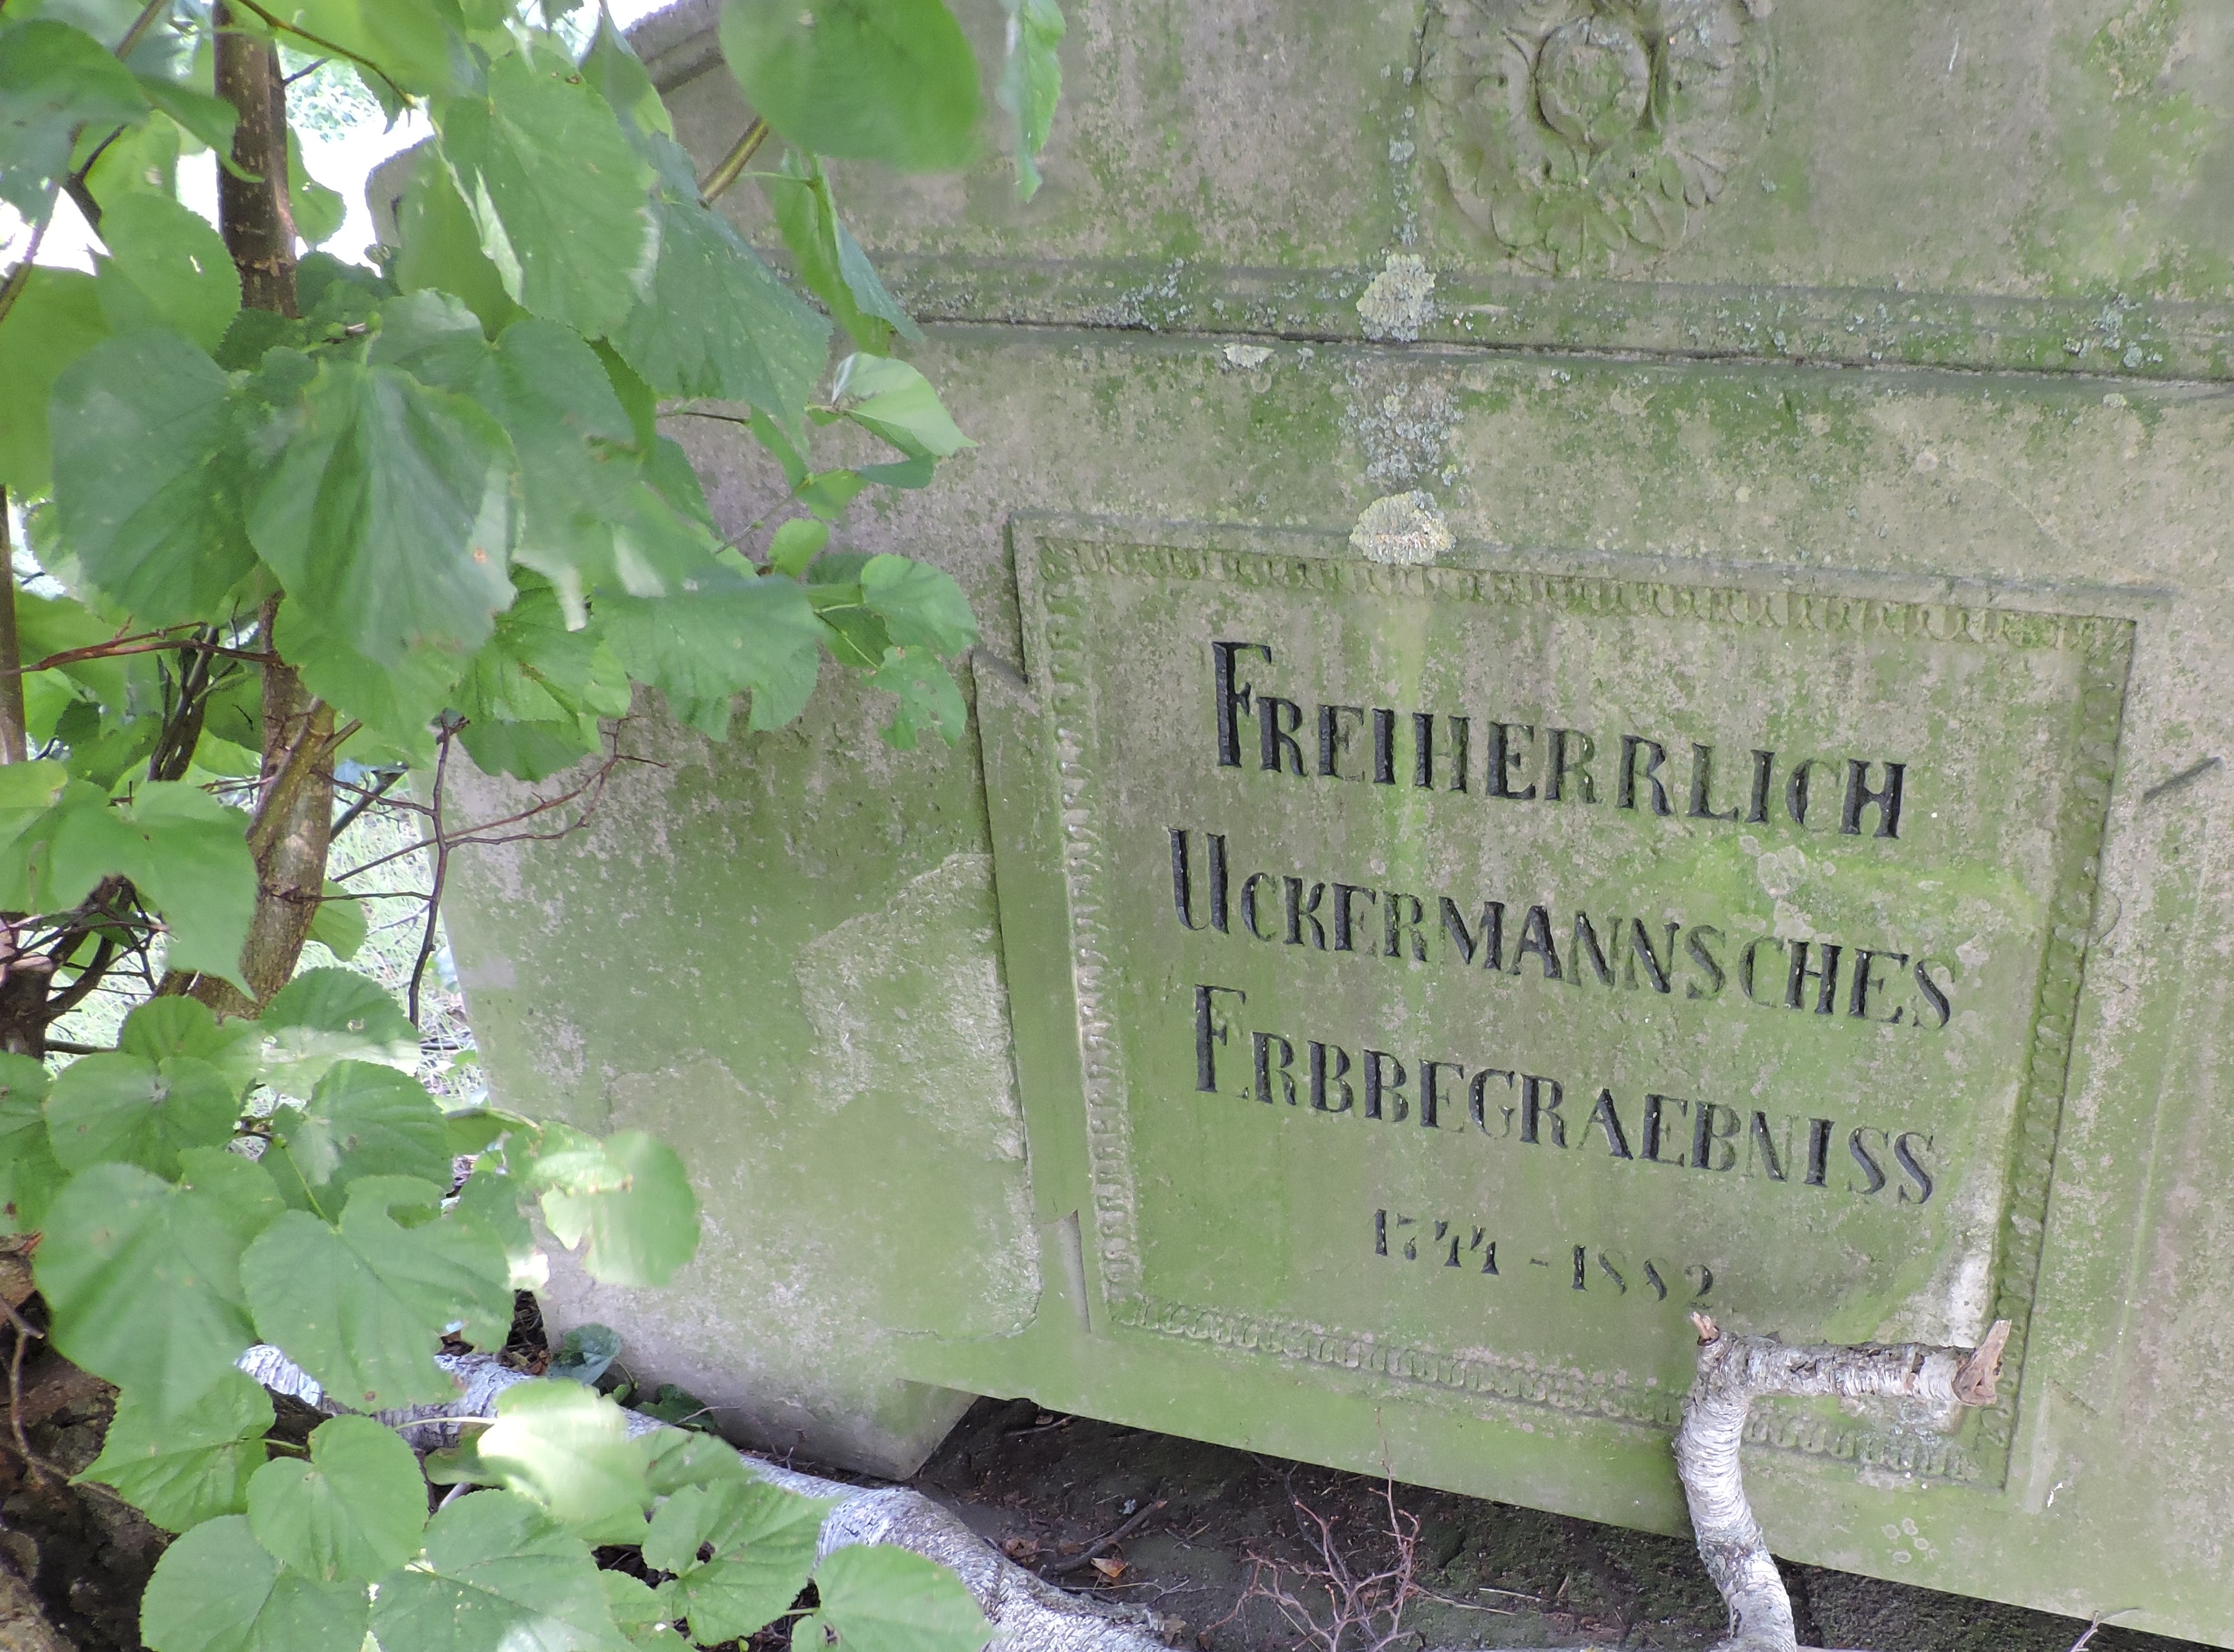 FREIHERRLICH
UCKERMANNSCHES
ERBBEGRAEBNISS
1744 - 1882